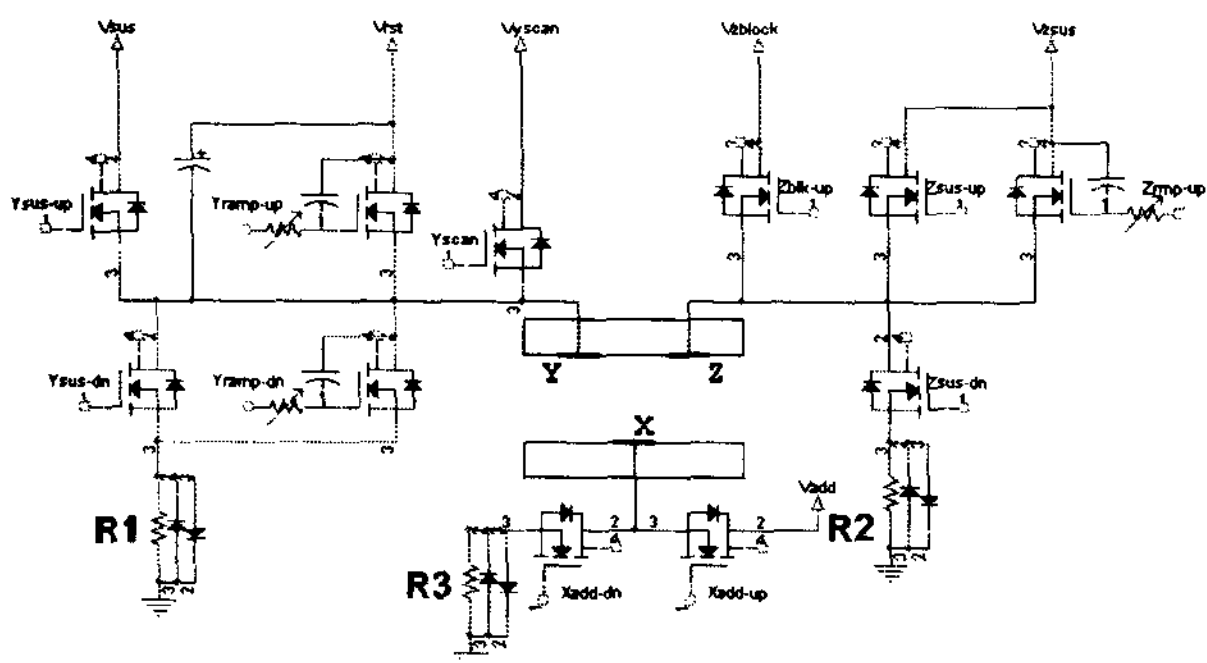 Vsus
Vrst
Vyscan
Vzblock
Vzsus
Ysus-up
Yramp-up
Yscan
Zblk-up
Zsus-up
Zrmp-up
Ysus-dn
Yramp-dn
Y
Z
Zsus-dn
X
Vadd
R1
R2
R3
Xadd-dn
Xadd-up